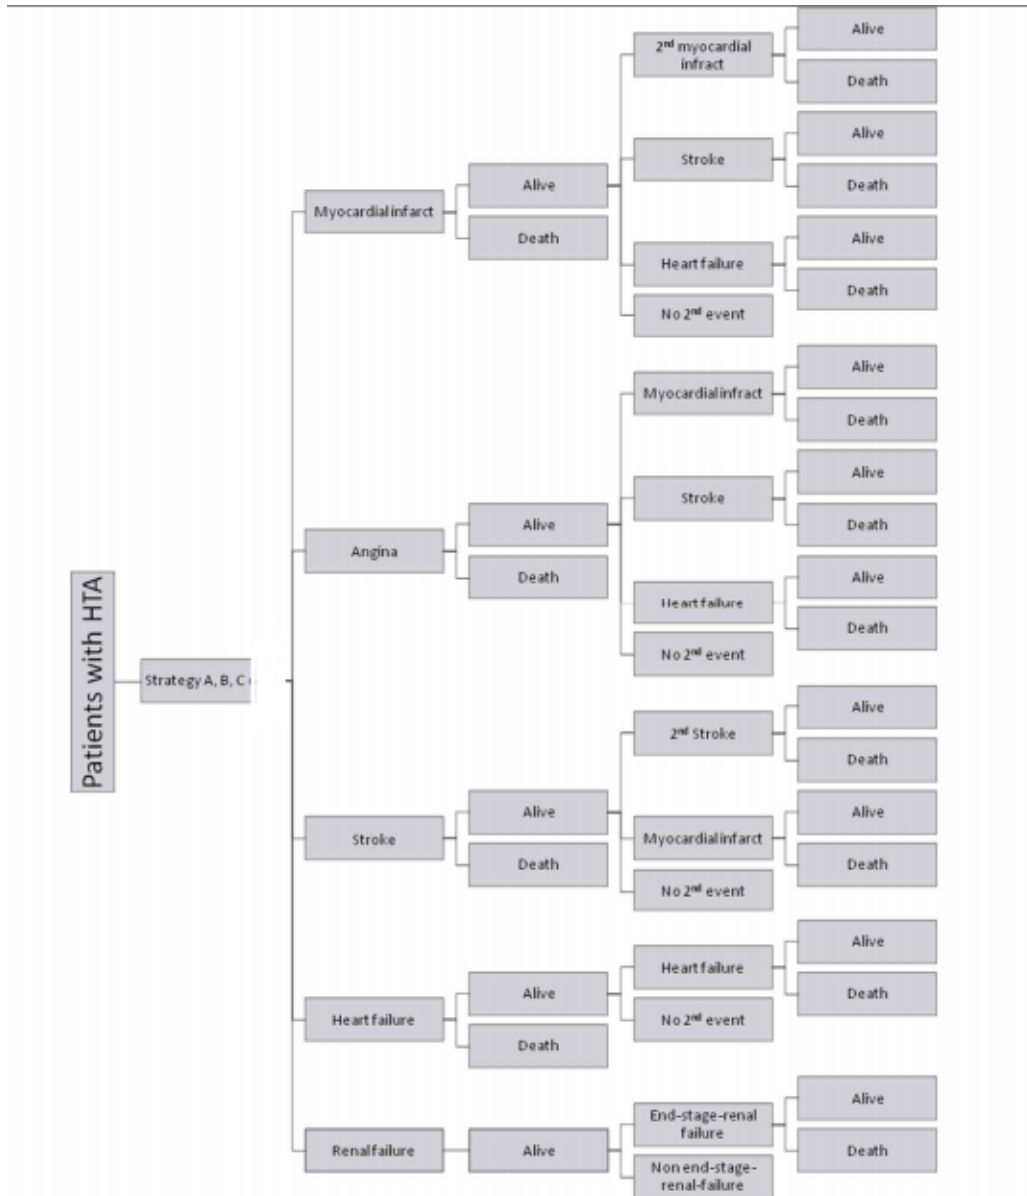 Patients with HTA
Strategy A, B, C
Myocardial infarct
Alive
Death
2nd myocardial
infract
Alive
Death
Stroke
Alive
Death
Heart failure
Alive
Death
No 2nd event
Angina
Alive
Death
Myocardial infract
Alive
Death
Stroke
Alive
Death
Heart failure
Alive
Death
No 2nd event
Stroke
Alive
Death
2nd Stroke
Alive
Death
Myocardial infarct
Alive
Death
No 2nd event
Heart failure
Alive
Death
Heart failure
Alive
Death
No 2nd event
Renal failure
Alive
End-stage-renal
failure
Alive
Death
Non end-stage-
renal-failure